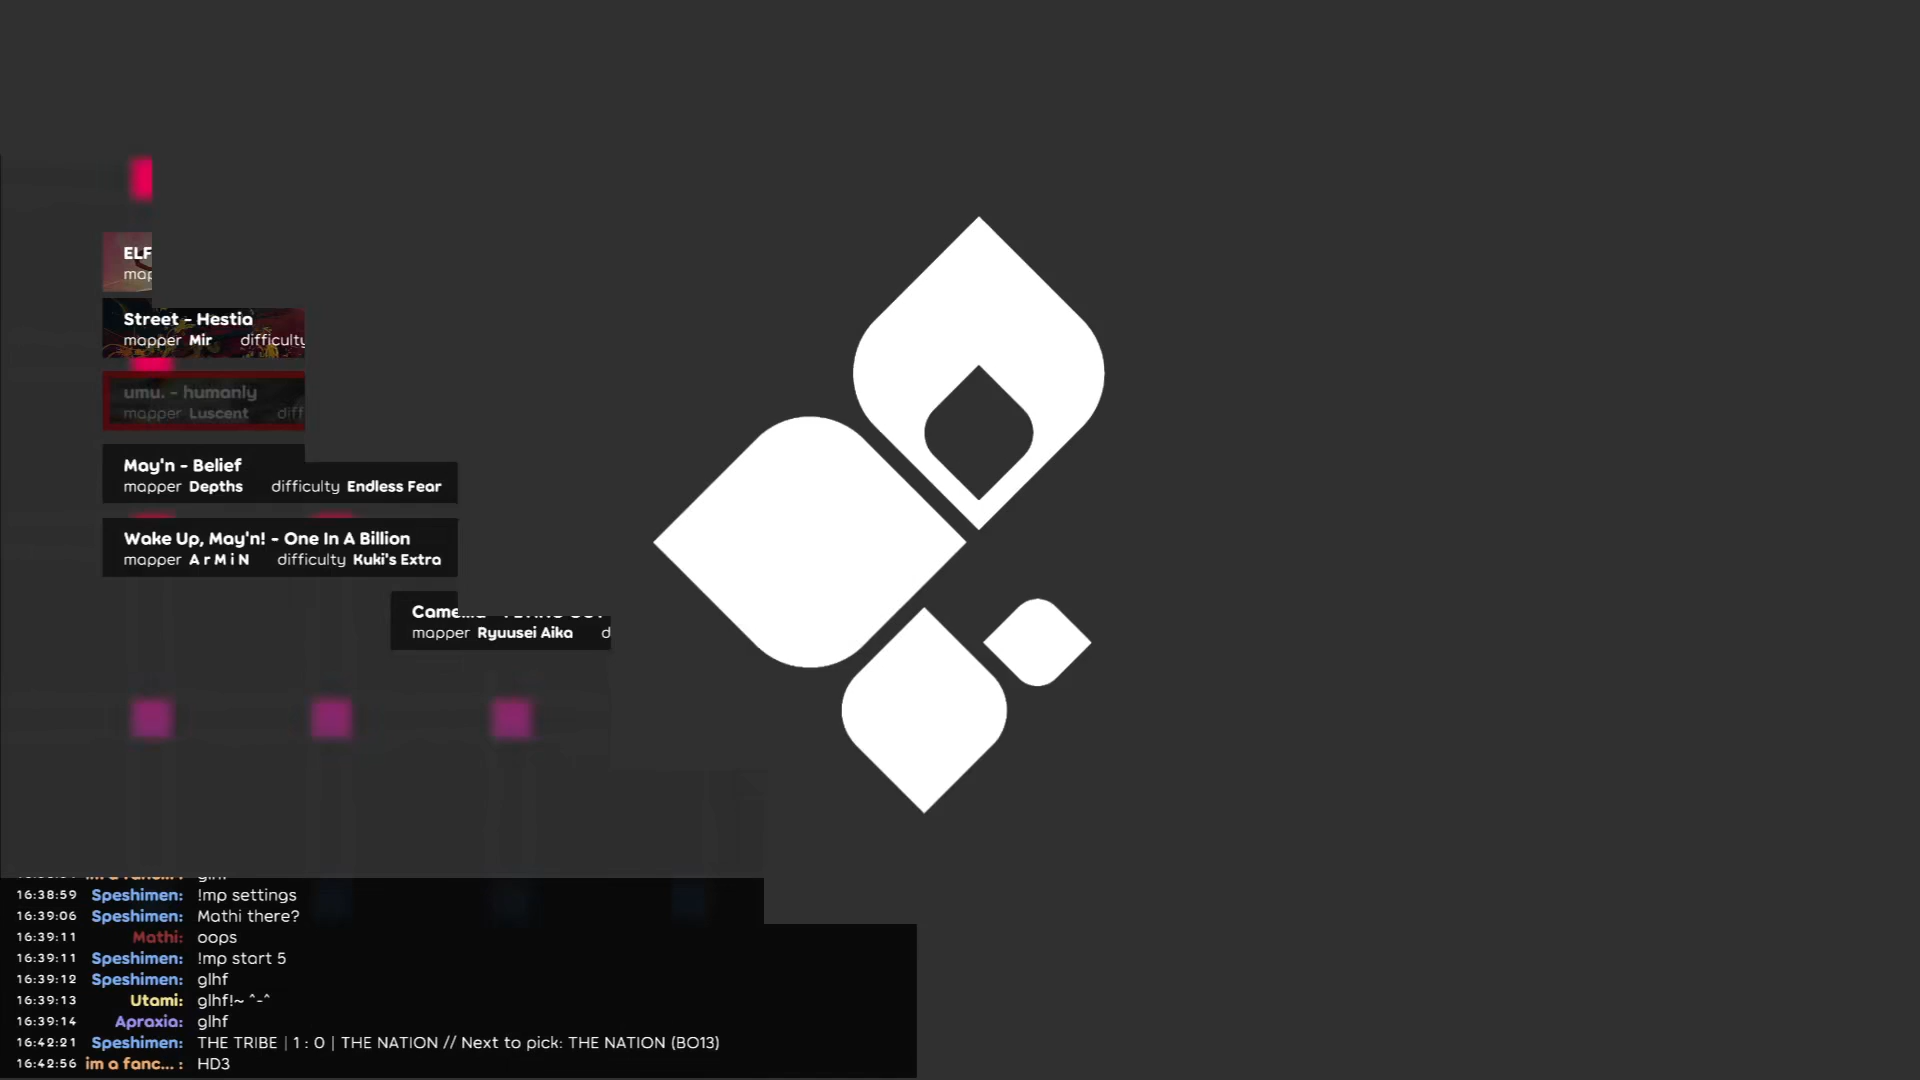 ELF
map
Street - Hestia
mapper Mir difficulty
umu. - humanly
mapper Luscent diff
May'n - Belief
mapper Depths difficulty Endless Fear
Wake Up, May'n! - One In A Billion
mapper A r M i N difficulty Kuki's Extra
Came
mapper Ryuusei Aika d
16:38:59 Speshimen: !mp settings
16:39:06 Speshimen: Mathi there?
16:39:11 Mathi: oops
16:39:11 Speshimen: !mp start 5
16:39:12 Speshimen: glhf
16:39:13 Utami: glhf!~ ^-^
16:39:14 Apraxia: glhf
16:42:21 Speshimen: THE TRIBE | 1 : 0 | THE NATION // Next to pick: THE NATION (BO13)
16:42:56 im a fanc... : HD3